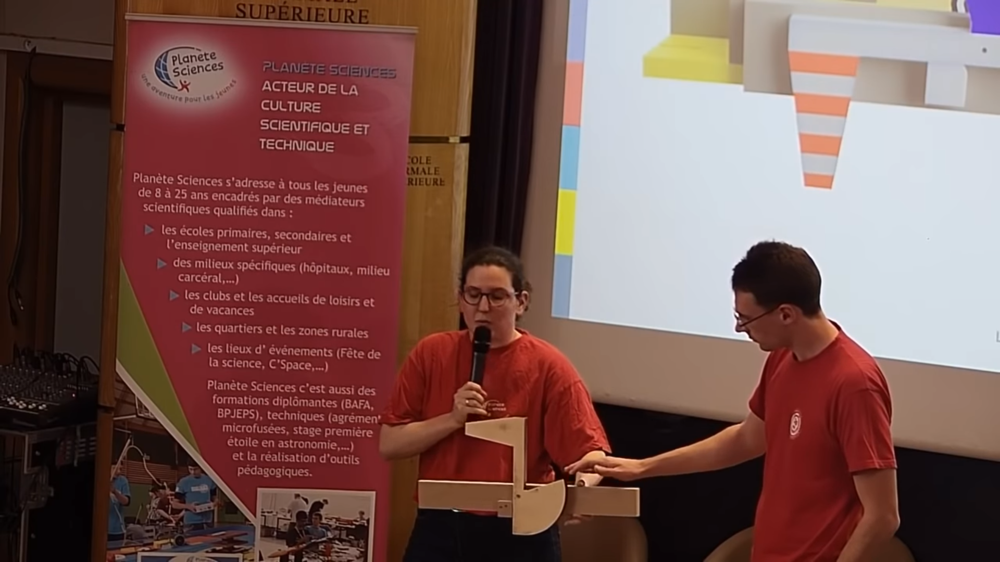 SUPÉRIEURE
Planète
Sciences
une aventure pour les jeunes
PLANÈTE SCIENCES
ACTEUR DE LA
CULTURE
SCIENTIFIQUE ET
TECHNIQUE
Planète Sciences s'adresse à tous les jeunes
de 8 à 25 ans encadrés par des médiateurs
scientifiques qualifiés dans :
les écoles primaires, secondaires et
l'enseignement supérieur
des milieux spécifiques (hôpitaux, milieu
carcéral,...)
les clubs et les accueils de loisirs et
de vacances
les quartiers et les zones rurales
les lieux d' événements (Fête de
la science, C'Space,...)
Planète Sciences c'est aussi des
formations diplômantes (BAFA,
BPJEPS), techniques (agrément
microfusées, stage première
étoile en astronomie,...)
et la réalisation d'outils
pédagogiques.
COLE
RMALE
RIEURE